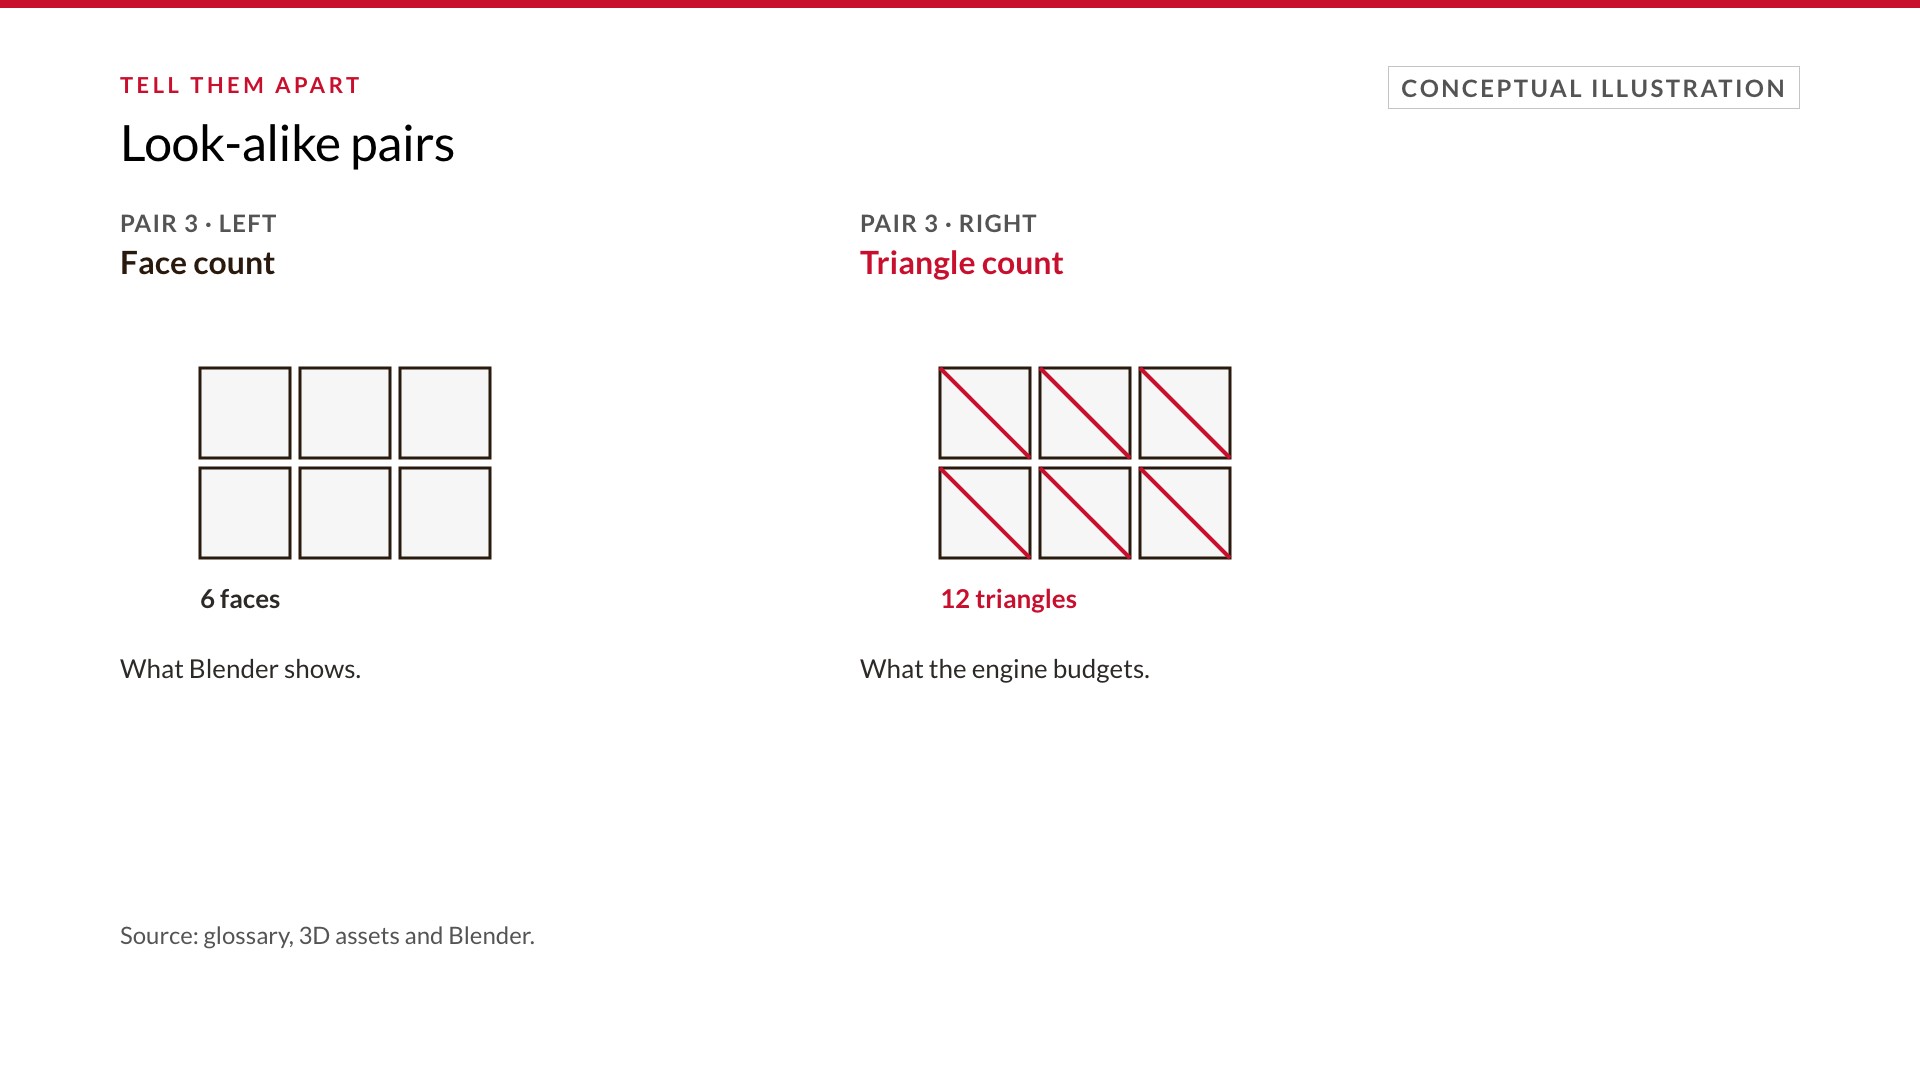 TELL THEM APART
CONCEPTUAL ILLUSTRATION
Look-alike pairs
PAIR 3 · LEFT
Face count
PAIR 3 · RIGHT
Triangle count
6 faces
12 triangles
What Blender shows.
What the engine budgets.
Source: glossary, 3D assets and Blender.